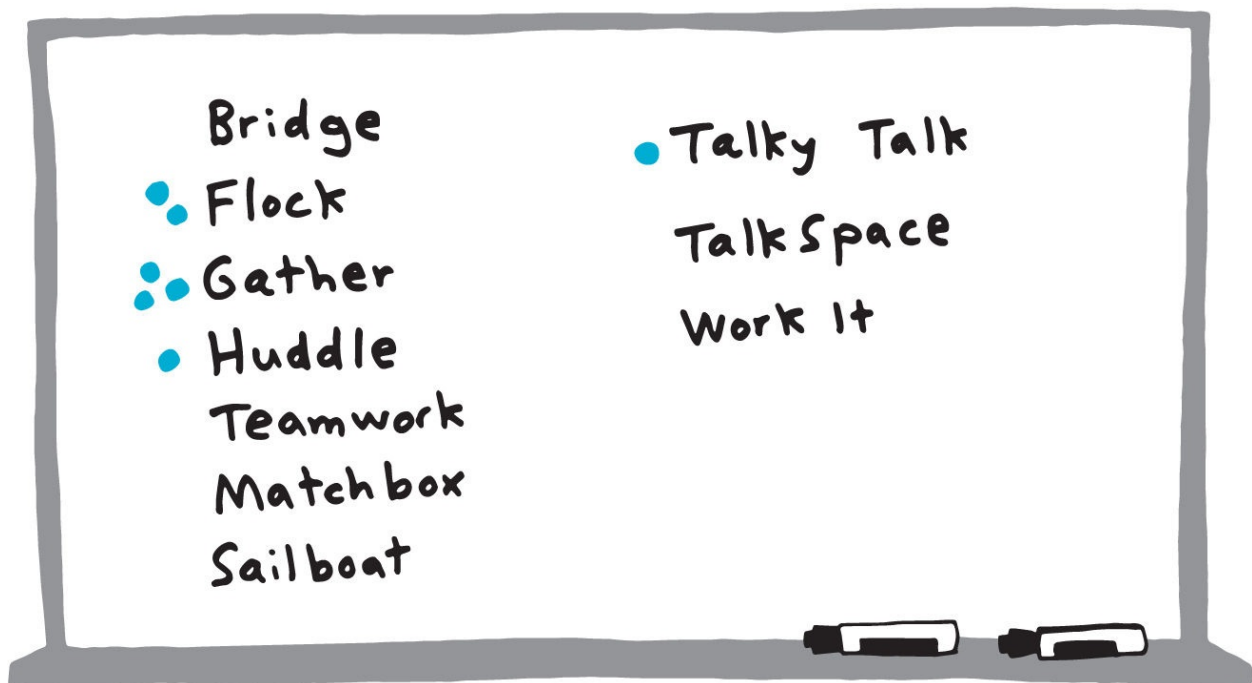 Bridge
Flock
Gather
Huddle
Teamwork
Matchbox
Sailboat
Talky Talk
TalkSpace
Work It